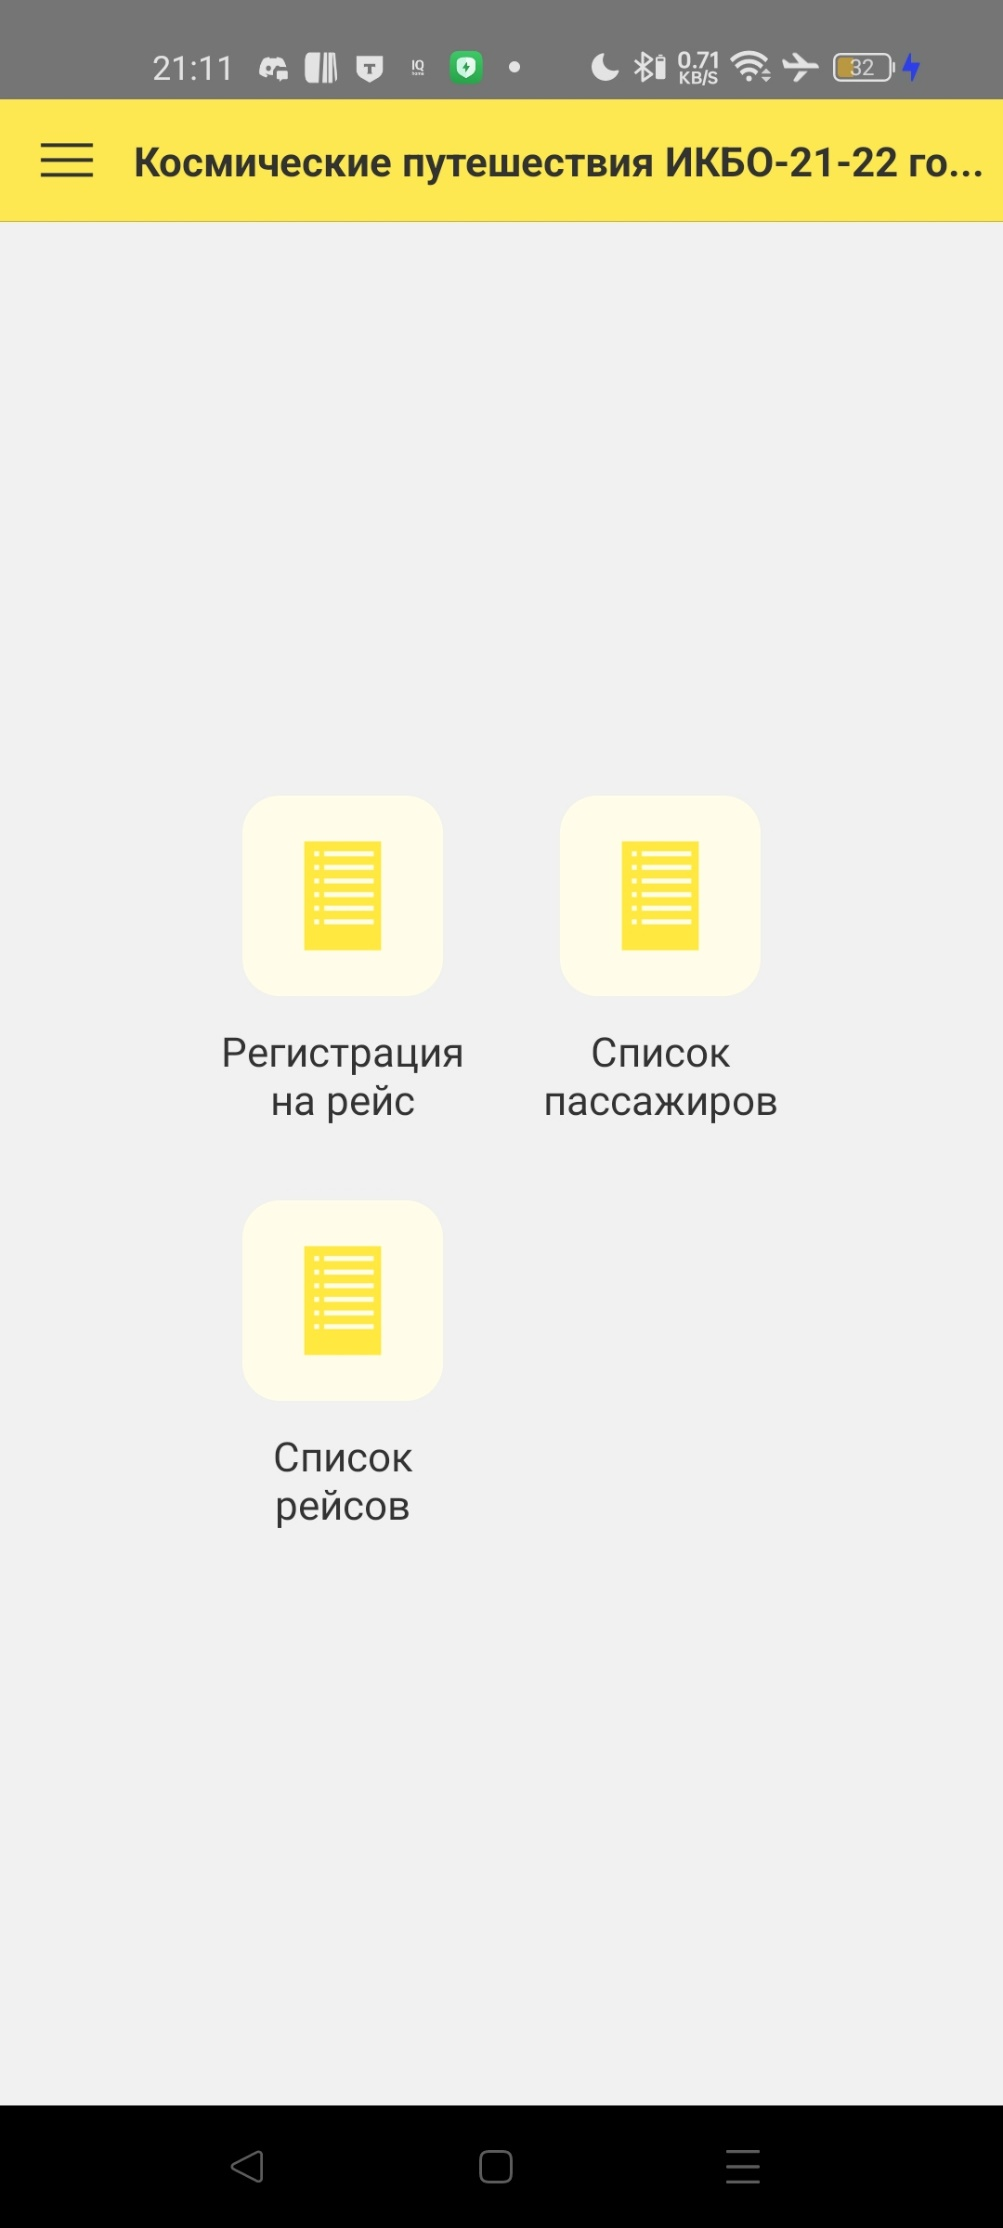 21:11 IQ 0.71 KB/S 32
Космические путешествия ИКБО-21-22 го...
Регистрация
на рейс
Список
пассажиров
Список
рейсов